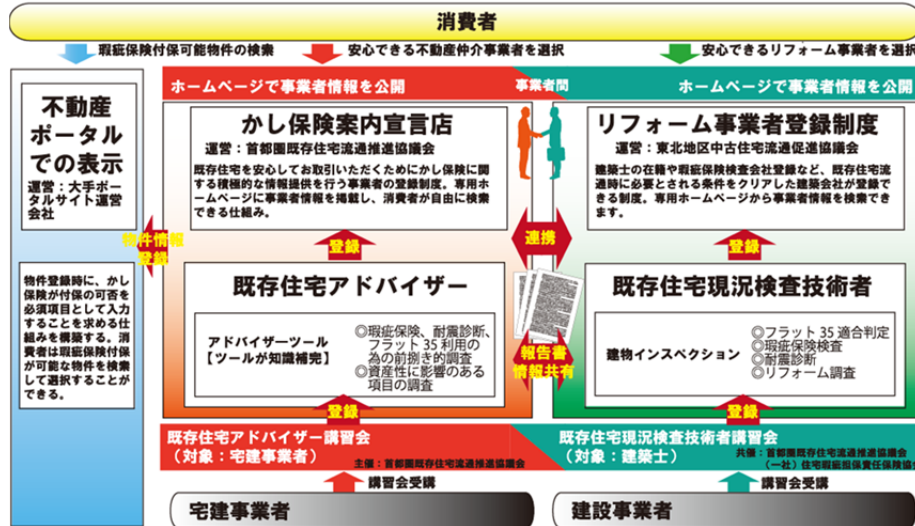 消費者
瑕疵保険付保可能物件の検索
安心できる不動産仲介事業者を選択
安心できるリフォーム事業者を選択
不動産
ポータル
での表示
運営:大手ポー
タルサイト運営
会社
物件情報
登録
物件登録時に、かし
保険が付保の可否を
必須項目として入力
することを求める仕
組みを構築する。消
費者は瑕疵保険付保
が可能な物件を検索
して選択することが
できる。
ホームページで事業者情報を公開
かし保険案内宣言店
運営:首都圏既存住宅流通推進協議会
既存住宅を安心してお取引いただくためにかし保険に関
する積極的な情報提供を行う事業者の登録制度。専用ホ
ームページに事業者情報を掲載し、消費者が自由に検索
できる仕組み。
登録
既存住宅アドバイザー
アドバイザーツール
【ツールが知識補完】
◎瑕疵保険、耐震診断、
フラット35利用の
為の前捌き的調査
◎資産性に影響のある
項目の調査
登録
既存住宅アドバイザー講習会
(対象:宅建事業者)
主催:首都圏既存住宅流通推進協議会
講習会受講
宅建事業者
事業者間
連携
報告書
情報共有
ホームページで事業者情報を公開
リフォーム事業者登録制度
運営:東北地区中古住宅流通促進協議会
建築士の在籍や瑕疵保険検査会社登録など、既存住宅流
通時に必要とされる条件をクリアした建築会社が登録で
きる制度。専用ホームページから事業者情報を検索でき
ます。
登録
既存住宅現況検査技術者
建物インスペクション
◎フラット35適合判定
◎瑕疵保険検査
◎耐震診断
◎リフォーム調査
登録
既存住宅現況検査技術者講習会
(対象:建築士)
共催:首都圏既存住宅流通推進協議会
(一社)住宅瑕疵担保責任保険協会
講習会受講
建設事業者